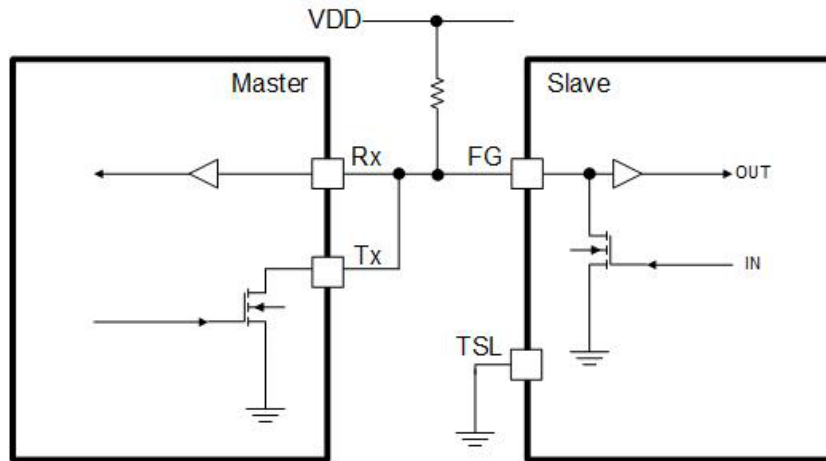 VDD
Master
Slave
Rx
FG
OUT
Tx
IN
TSL